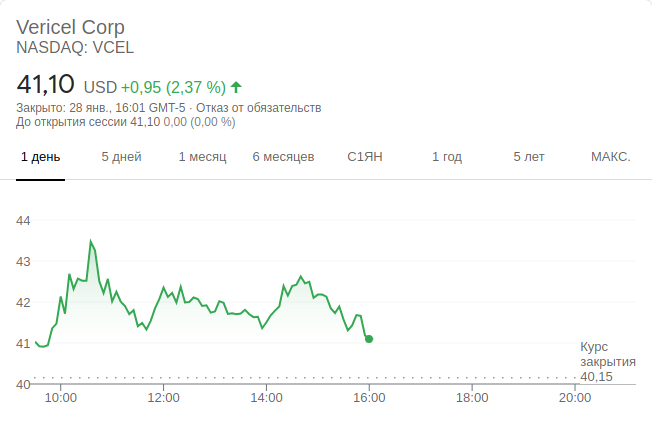 Vericel Corp
NASDAQ: VCEL
41,10 USD +0,95 (2,37 %)
Закрыто: 28 янв., 16:01 GMT-5 · Отказ от обязательств
До открытия сессии 41,10 0,00 (0,00 %)
1 день 5 дней 1 месяц 6 месяцев С1ЯН 1 год 5 лет МАКС.
44
43
42
41
40
Курс
закрытия
40,15
10:00 12:00 14:00 16:00 18:00 20:00